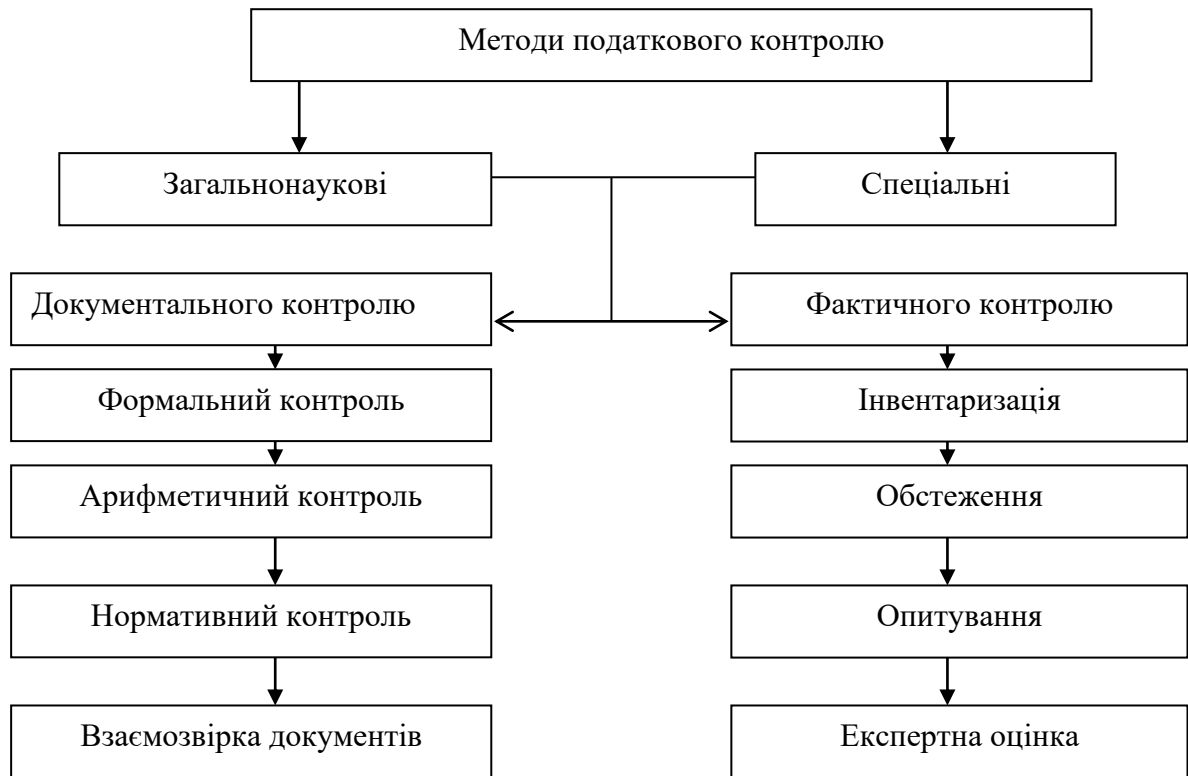 Методи податкового контролю
Загальнонаукові
Спеціальні
Документального контролю
Фактичного контролю
Формальний контроль
Інвентаризація
Арифметичний контроль
Обстеження
Нормативний контроль
Опитування
Взаємозвірка документів
Експертна оцінка